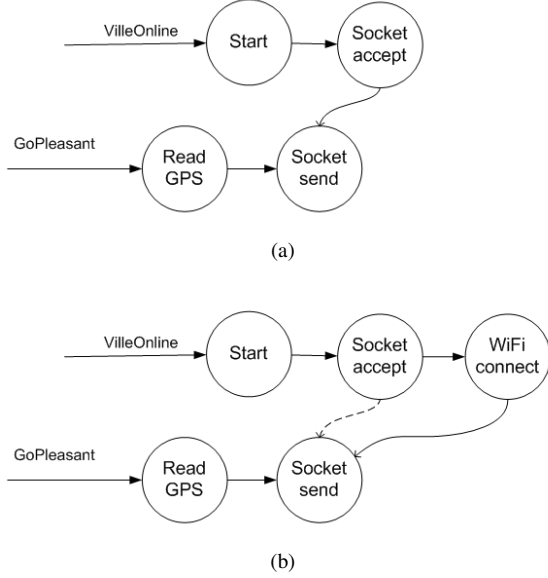 VilleOnline
Start
Socket
accept
GoPleasant
Read
GPS
Socket
send
(a)
VilleOnline
Start
Socket
accept
WiFi
connect
GoPleasant
Read
GPS
Socket
send
(b)